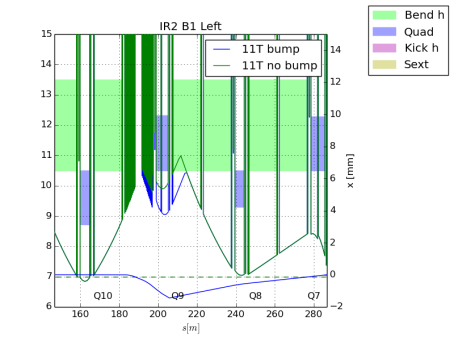 IR2 B1 Left
Bend h
Quad
Kick h
Sext
11T bump
11T no bump
15
14
13
12
11
10
9
8
7
6
14
12
10
8
6
4
2
0
−2
x [mm]
Q10
Q9
Q8
Q7
160
180
200
220
240
260
280
s[m]